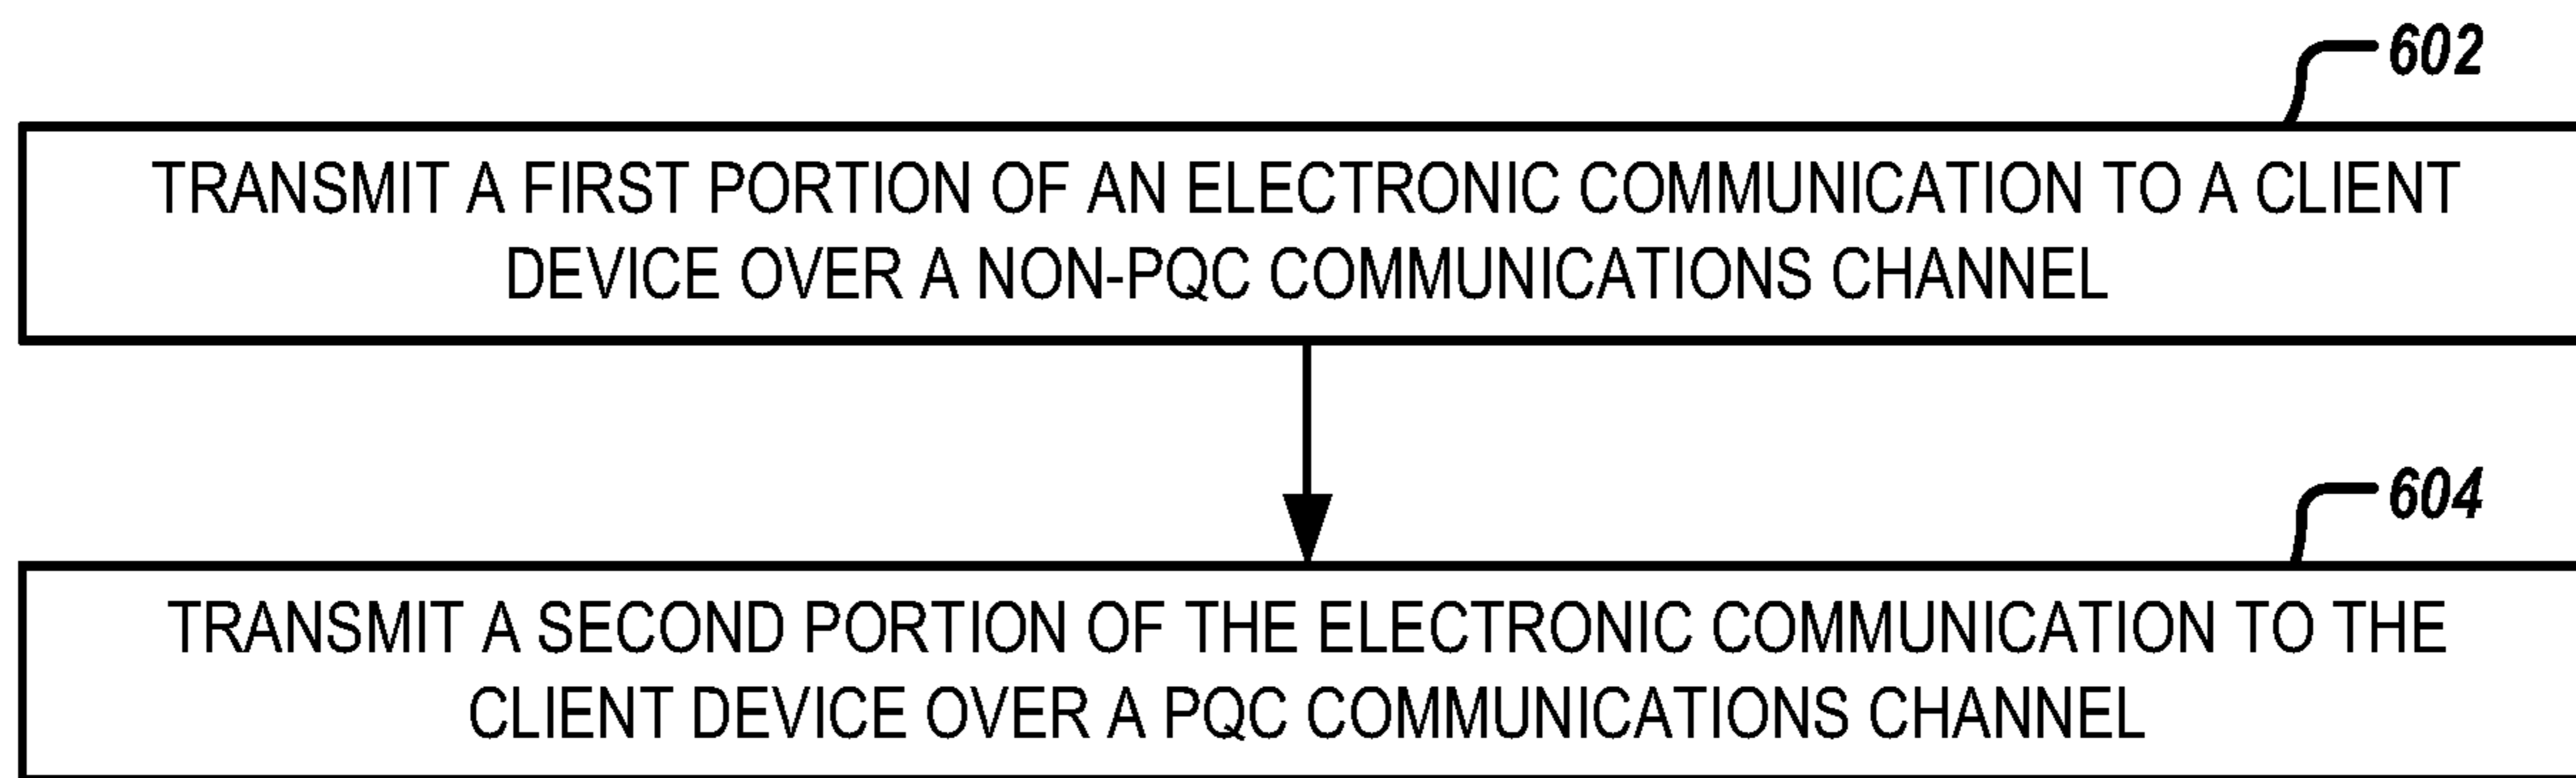 602
TRANSMIT A FIRST PORTION OF AN ELECTRONIC COMMUNICATION TO A CLIENT
DEVICE OVER A NON-PQC COMMUNICATIONS CHANNEL
604
TRANSMIT A SECOND PORTION OF THE ELECTRONIC COMMUNICATION TO THE
CLIENT DEVICE OVER A PQC COMMUNICATIONS CHANNEL